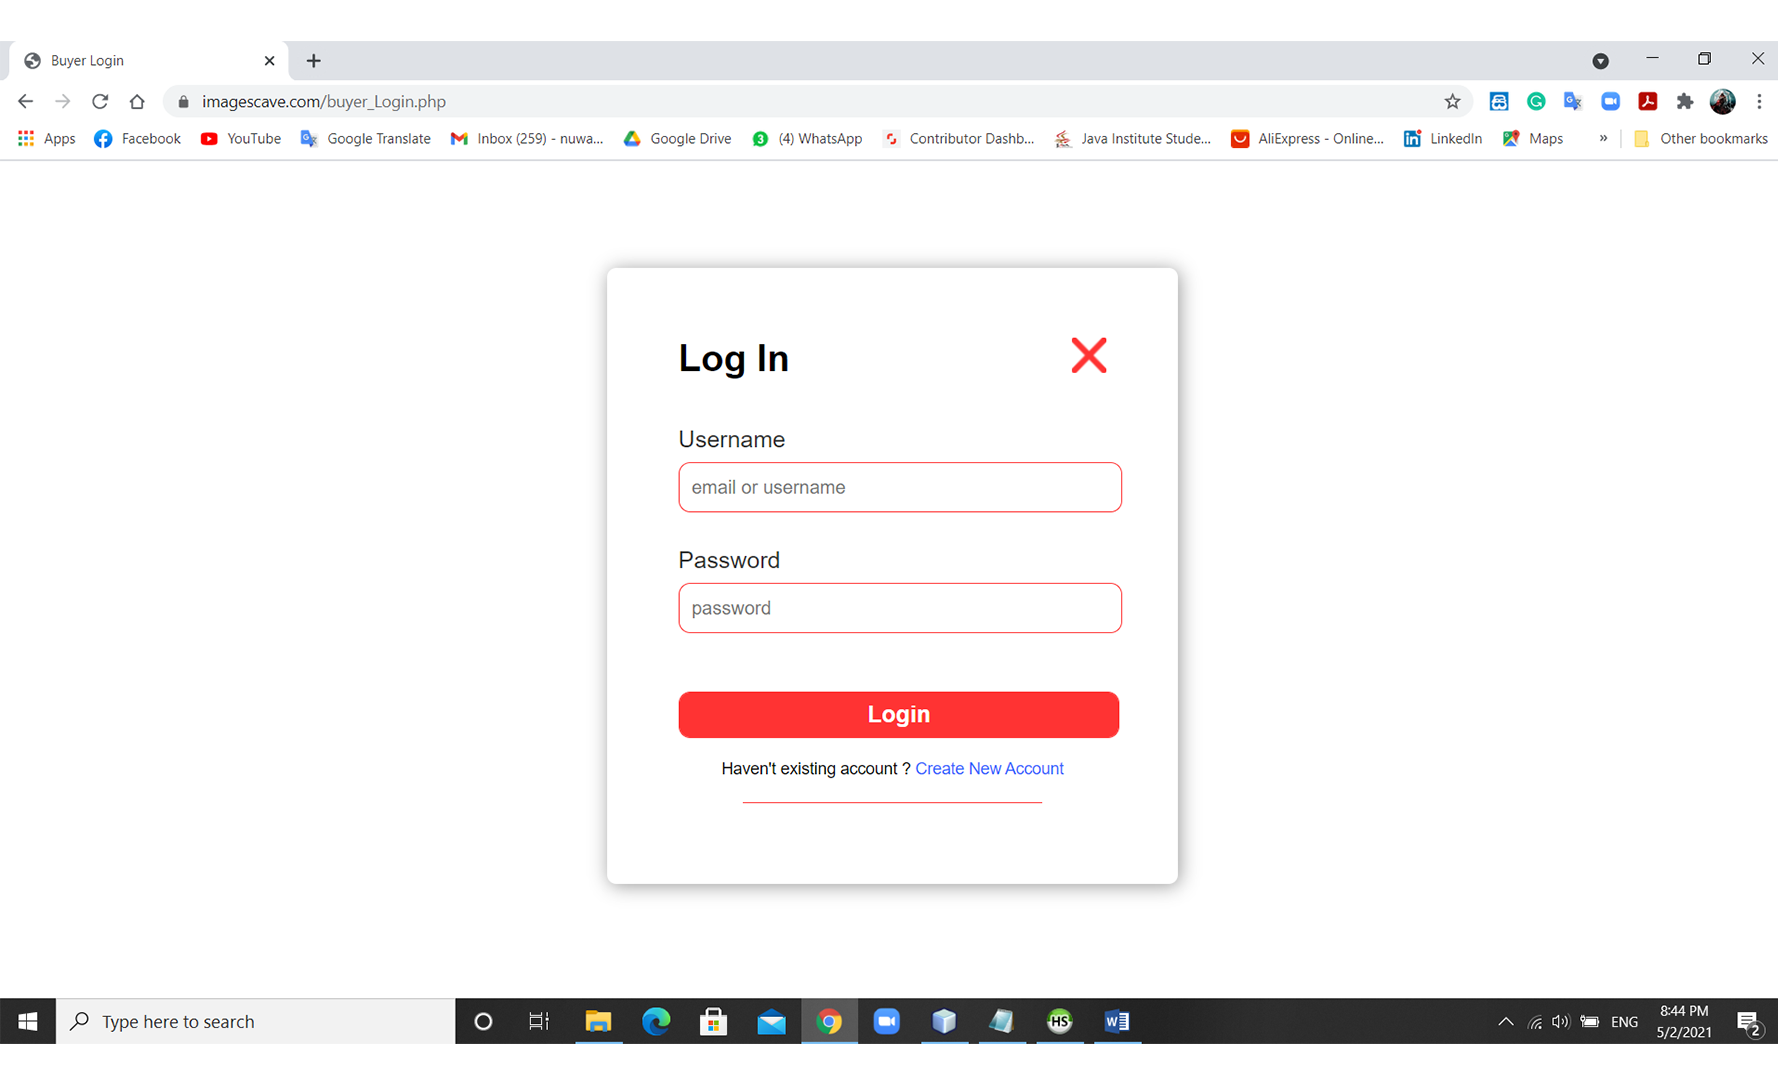 Buyer Login
imagescave.com/buyer_Login.php
Apps Facebook YouTube Google Translate Inbox (259) - nuwa... Google Drive (4) WhatsApp Contributor Dashb... Java Institute Stude... AliExpress - Online... LinkedIn Maps » Other bookmarks
Log In
Username
email or username
Password
password
Login
Haven't existing account ? Create New Account
Type here to search
HS
ENG
8:44 PM
5/2/2021
2